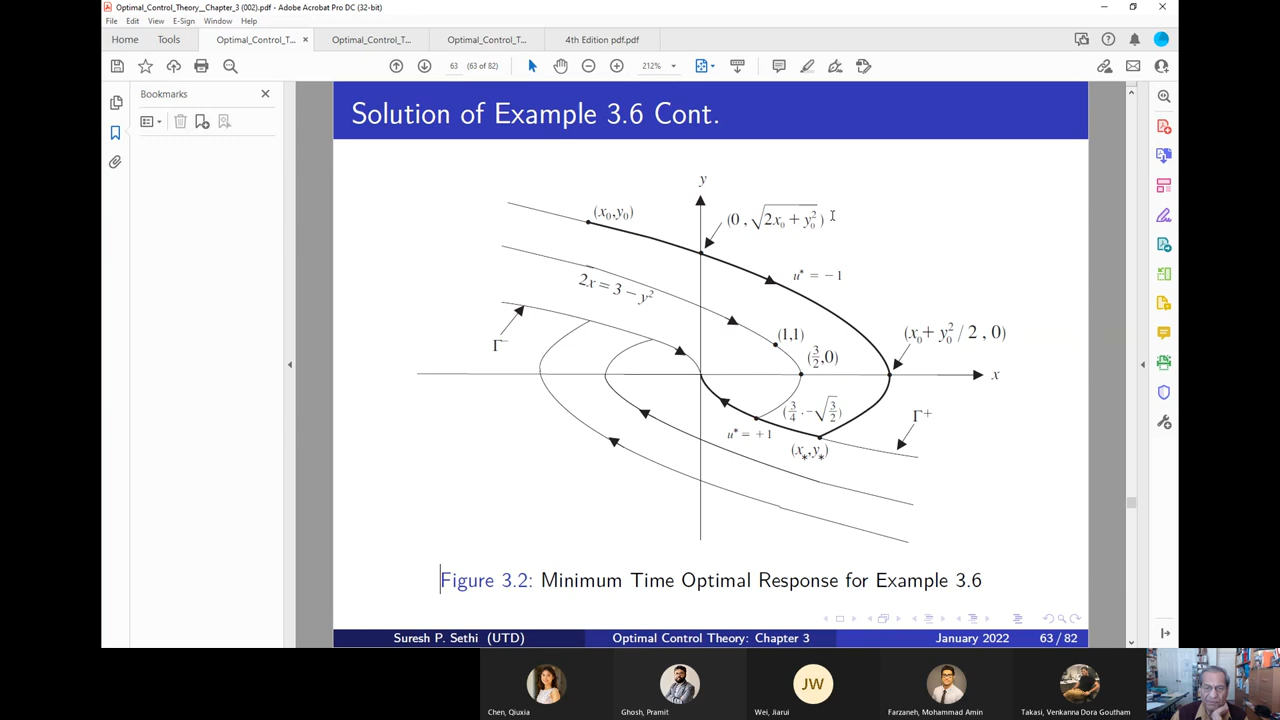 Optimal_Control_Theory__Chapter_3 (002).pdf - Adobe Acrobat Pro DC (32-bit)
File Edit View E-Sign Window Help
Home Tools Optimal_Control_T... × Optimal_Control_T... Optimal_Control_T... 4th Edition pdf.pdf
63 (63 of 82) 212%
Bookmarks
Solution of Example 3.6 Cont.
y
(x₀,y₀)
(0 , √(2x₀ + y₀²) )
u* = −1
2x = 3 − y²
(x₀ + y₀² / 2 , 0)
Γ⁻
(1,1)
(3/2,0)
x
(3/4 , −√(3/2))
Γ⁺
u* = +1
(x*,y*)
Figure 3.2: Minimum Time Optimal Response for Example 3.6
Suresh P. Sethi (UTD) Optimal Control Theory: Chapter 3 January 2022 63 / 82
JW
Chen, Qiuxia Ghosh, Pramit Wei, Jiarui Farzaneh, Mohammad Amin Takasi, Venkanna Dora Goutham